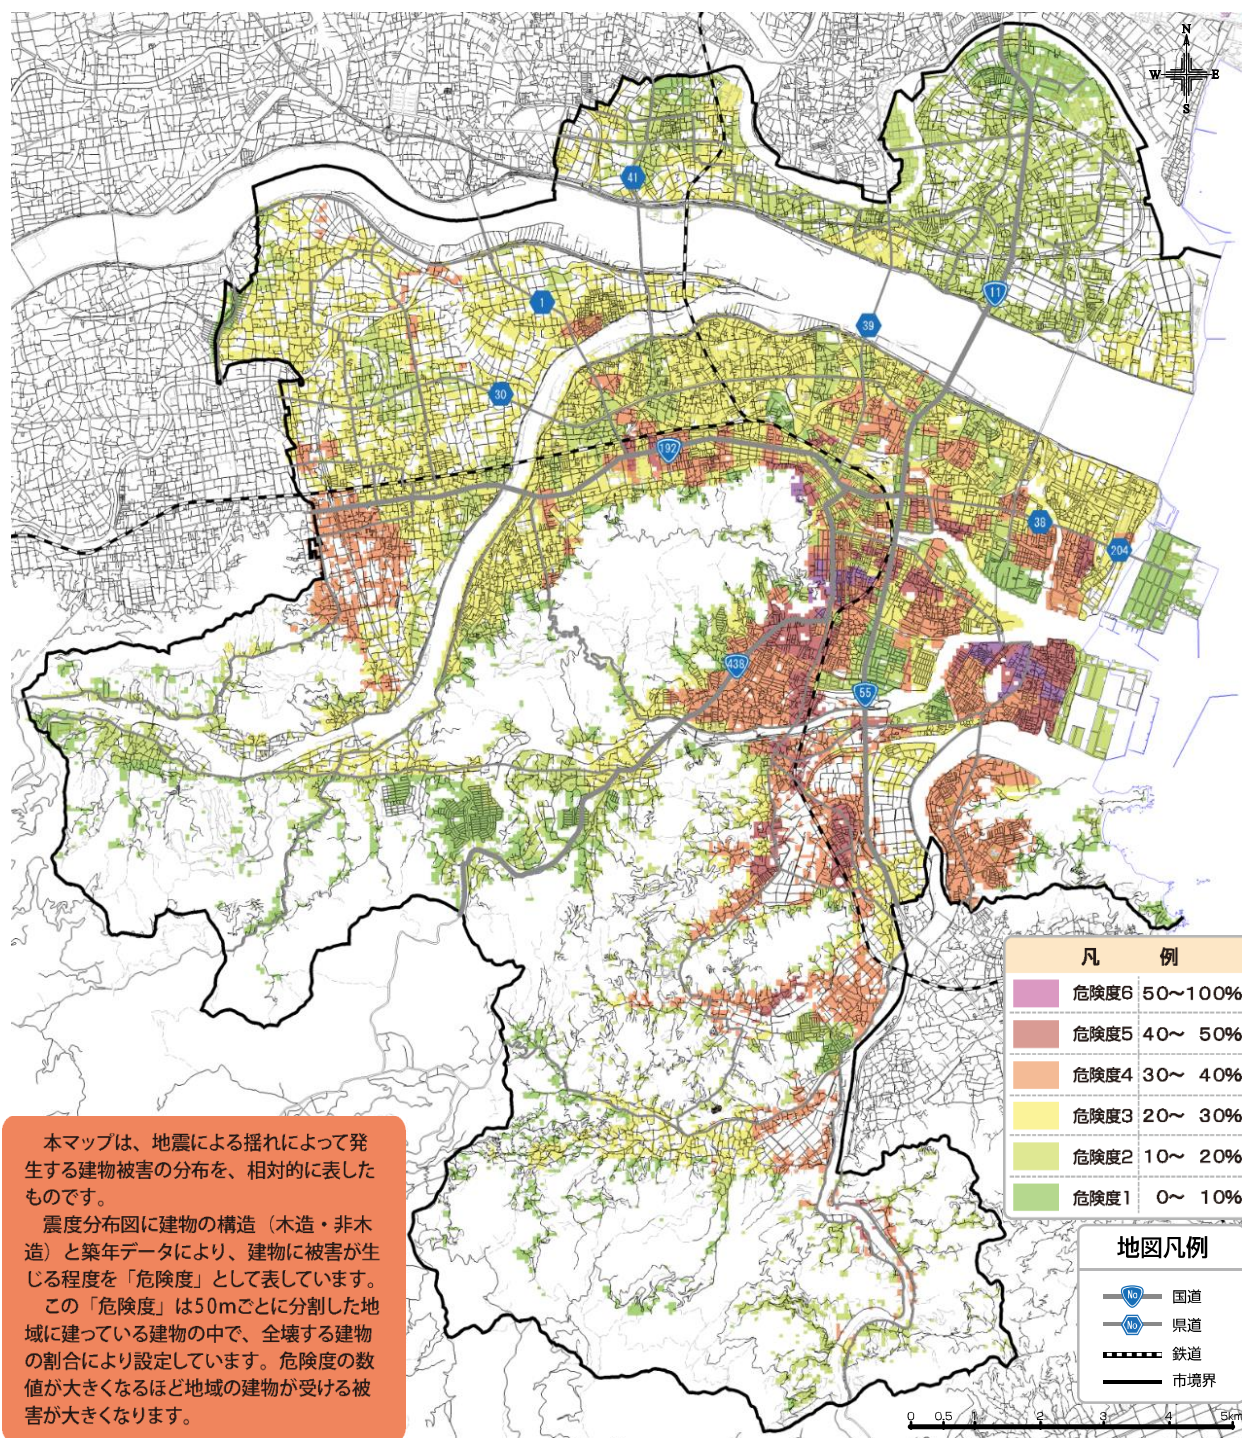 N
W E
S
41
11
1
39
30
192
38
204
438
55
凡 例
危険度6 50〜100%
危険度5 40〜 50%
危険度4 30〜 40%
危険度3 20〜 30%
危険度2 10〜 20%
危険度1 0〜 10%
本マップは、地震による揺れによって発
生する建物被害の分布を、相対的に表した
ものです。
震度分布図に建物の構造（木造・非木
造）と築年データにより、建物に被害が生
じる程度を「危険度」として表しています。
この「危険度」は50mごとに分割した地
域に建っている建物の中で、全壊する建物
の割合により設定しています。危険度の数
値が大きくなるほど地域の建物が受ける被
害が大きくなります。
地図凡例
No 国道
No 県道
鉄道
市境界
0 0.5 1 2 3 4 5km